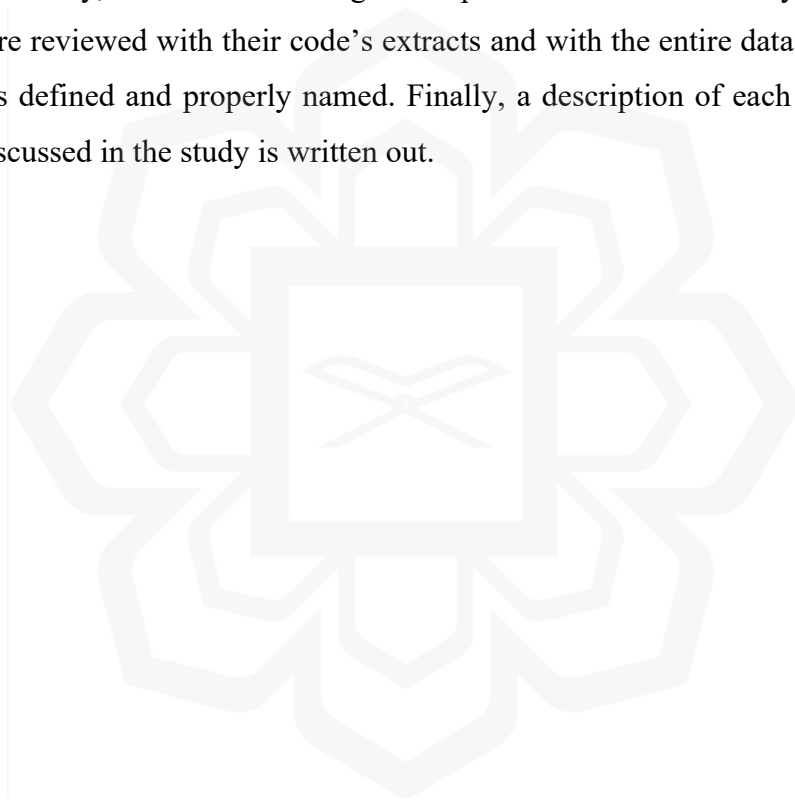 re reviewed with their code’s extracts and with the entire data
s defined and properly named. Finally, a description of each
scussed in the study is written out.